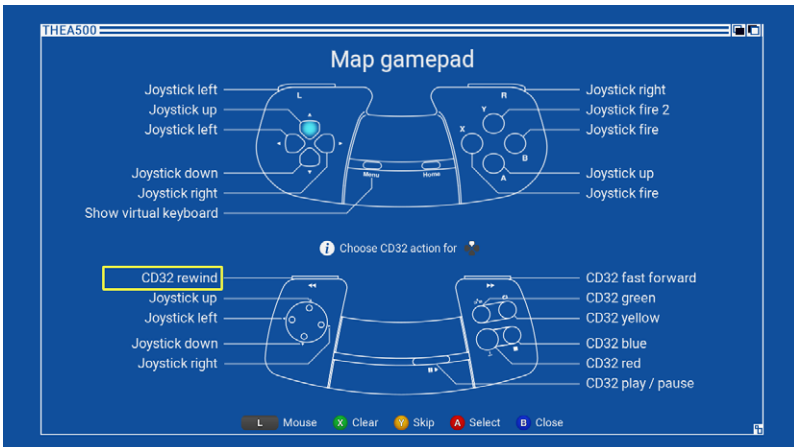 THEA500
Map gamepad
Joystick left
Joystick up
Joystick left
Joystick down
Joystick right
Show virtual keyboard
L
Menu
Home
R
Y
X
B
A
Joystick right
Joystick fire 2
Joystick fire
Joystick up
Joystick fire
i Choose CD32 action for
CD32 rewind
Joystick up
Joystick left
Joystick down
Joystick right
CD32 fast forward
CD32 green
CD32 yellow
CD32 blue
CD32 red
CD32 play / pause
L Mouse X Clear Y Skip A Select B Close